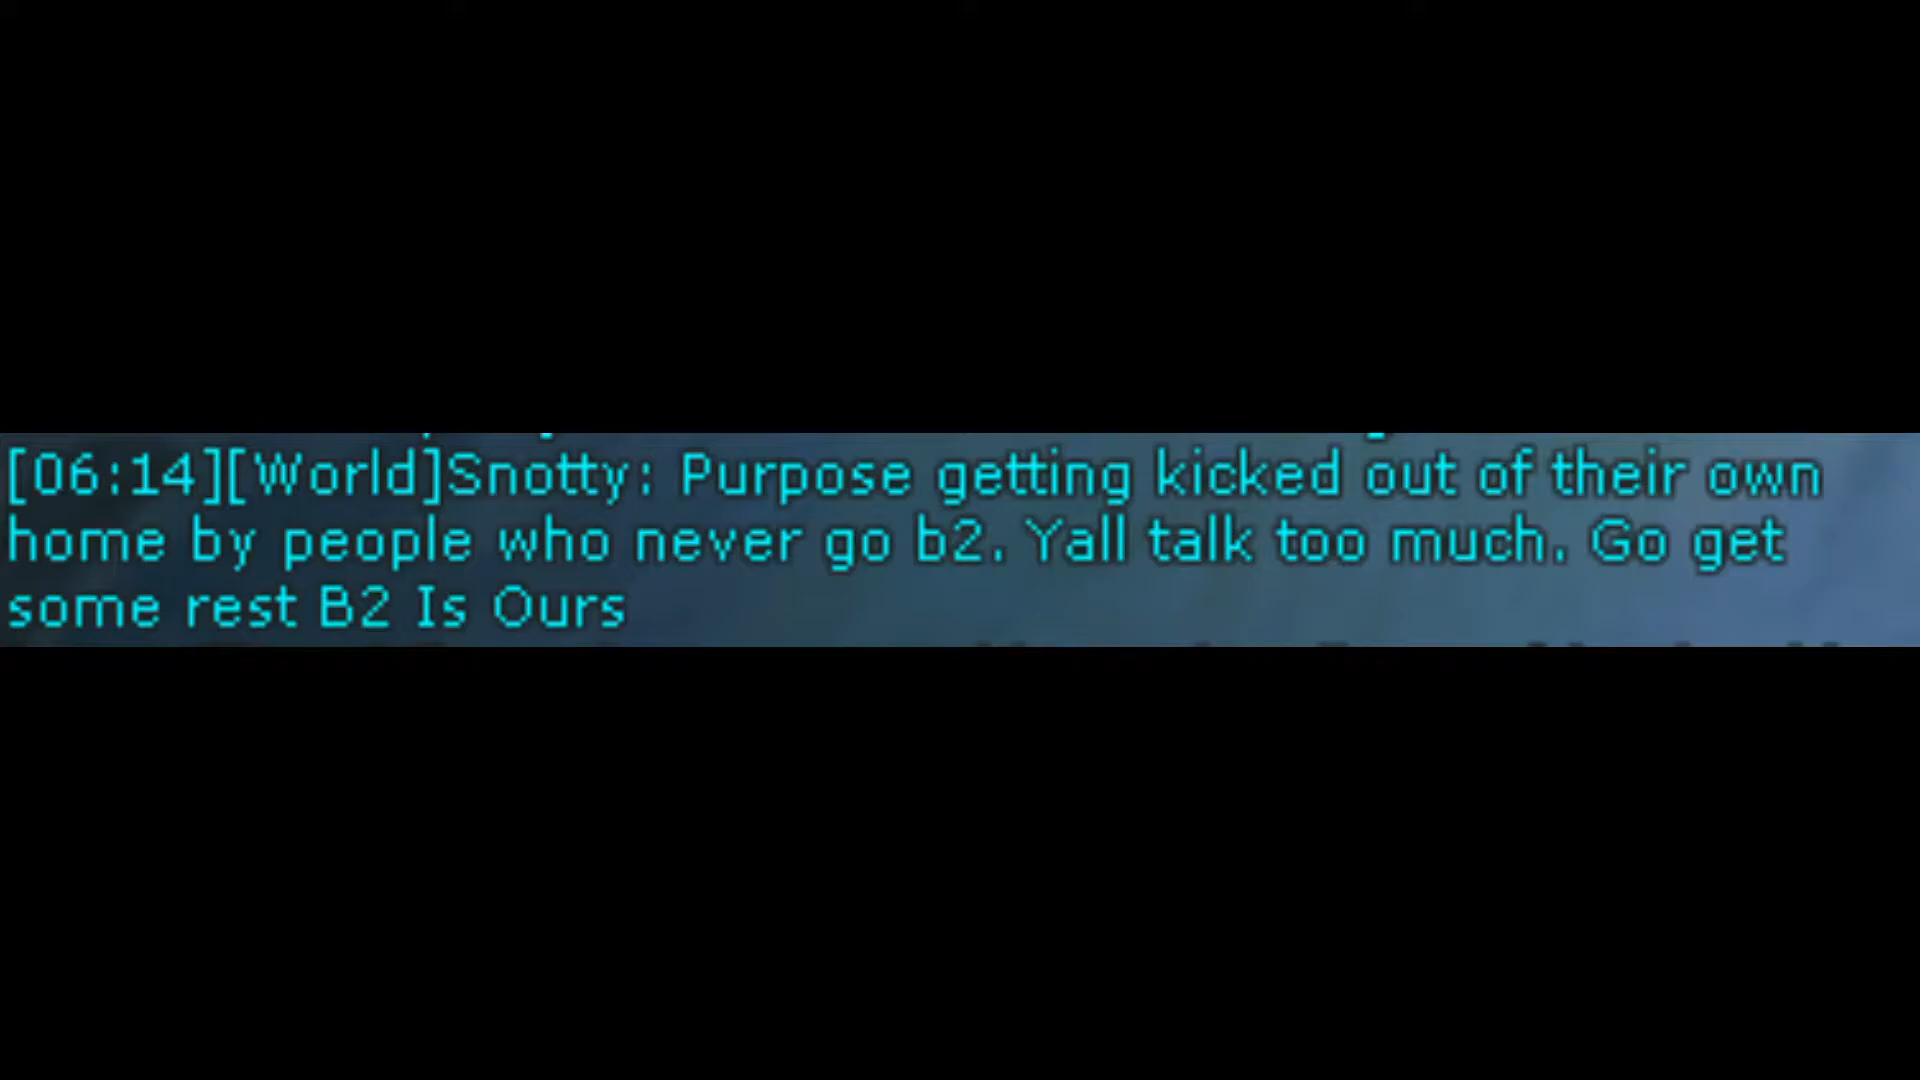 [06:14][World]Snotty: Purpose getting kicked out of their own
home by people who never go b2. Yall talk too much. Go get
some rest B2 Is Ours